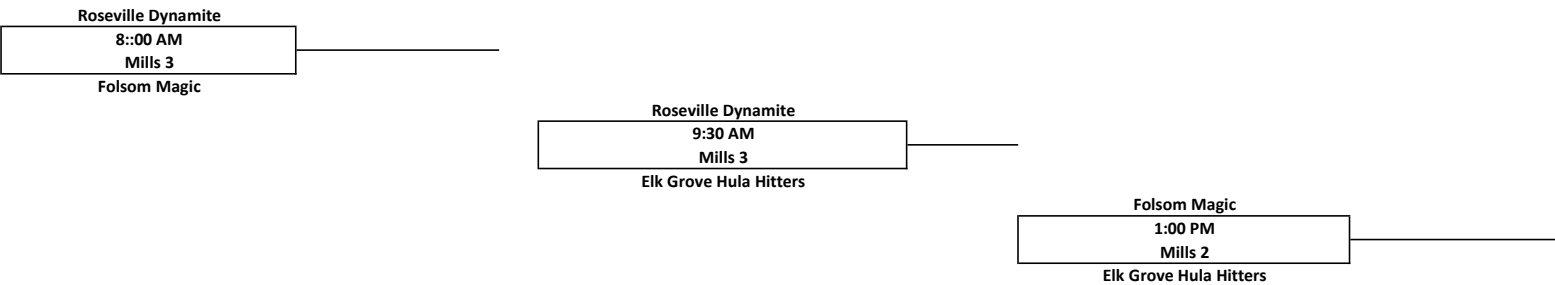 Roseville Dynamite
8::00 AM
Mills 3
Folsom Magic
Roseville Dynamite
9:30 AM
Mills 3
Elk Grove Hula Hitters
Folsom Magic
1:00 PM
Mills 2
Elk Grove Hula Hitters